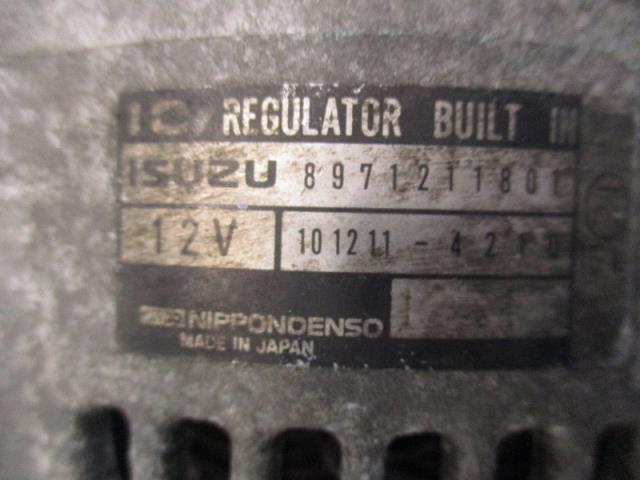 IC REGULATOR BUILT IN
ISUZU 8971211801
12V 101211-4210
NIPPONDENSO
MADE IN JAPAN